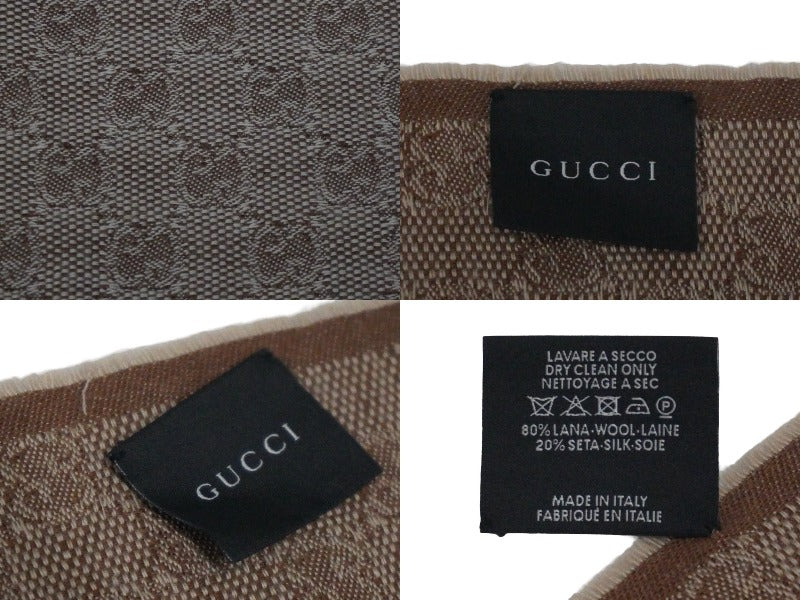 GUCCI
GUCCI
LAVARE A SECCO
DRY CLEAN ONLY
NETTOYAGE A SEC
P
80% LANA·WOOL·LAINE
20% SETA·SILK·SOIE
MADE IN ITALY
FABRIQUÉ EN ITALIE